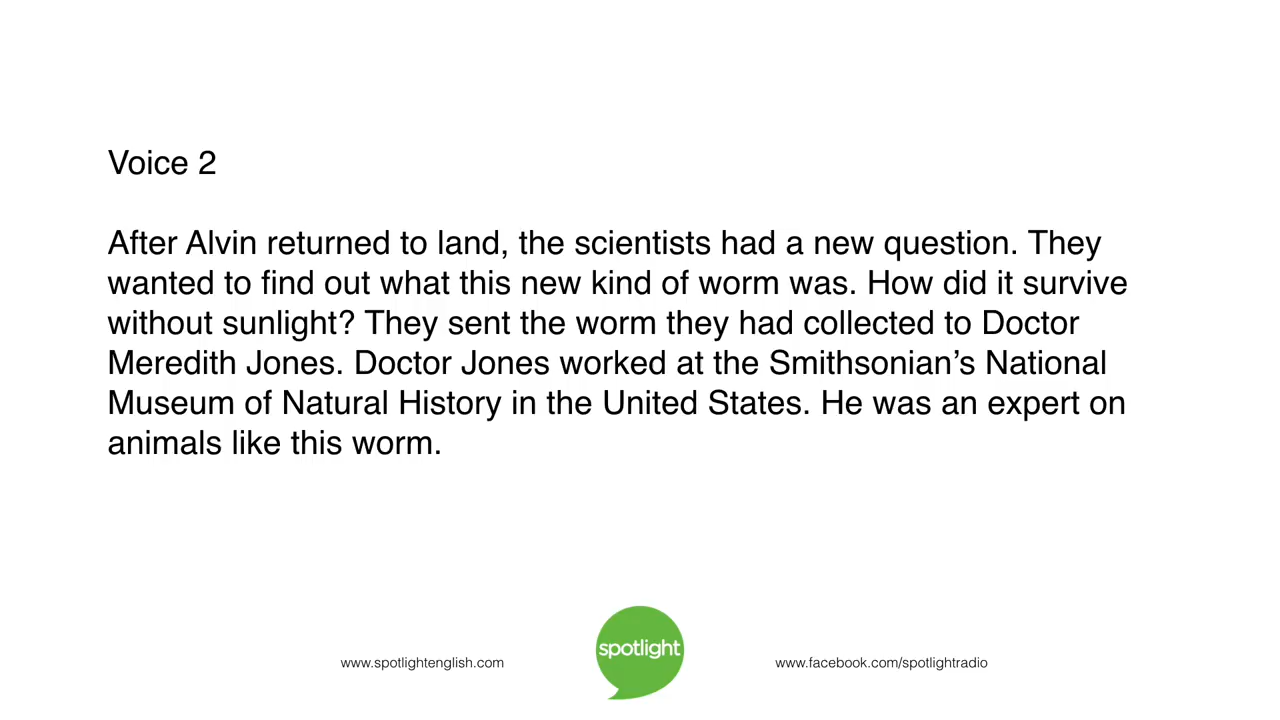 Voice 2
After Alvin returned to land, the scientists had a new question. They
wanted to find out what this new kind of worm was. How did it survive
without sunlight? They sent the worm they had collected to Doctor
Meredith Jones. Doctor Jones worked at the Smithsonian’s National
Museum of Natural History in the United States. He was an expert on
animals like this worm.
www.spotlightenglish.com
spotlight
www.facebook.com/spotlightradio